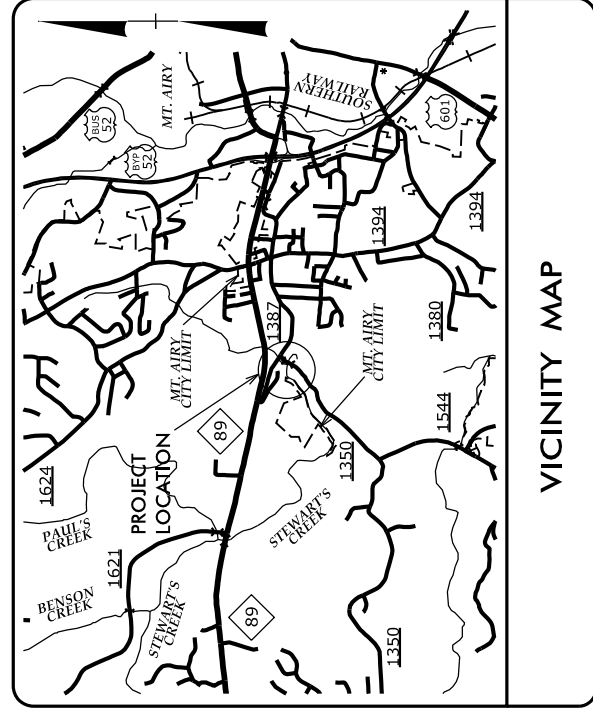 BUS
52
BYP
52
MT. AIRY
SOUTHERN
RAILWAY
*
601
1394
1394
1387
MT. AIRY
CITY LIMIT
MT. AIRY
CITY LIMIT
1380
89
1544
1624
PROJECT
LOCATION
1350
PAUL'S
CREEK
STEWART'S
CREEK
1621
BENSON
CREEK
STEWART'S
CREEK
89
1350
VICINITY MAP